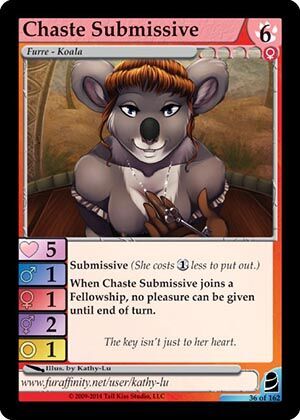 Chaste Submissive
6
Furre - Koala
5
1
1
2
1
Submissive (She costs 1 less to put out.)
When Chaste Submissive joins a
Fellowship, no pleasure can be given
until end of turn.
The key isn't just to her heart.
Illus. by Kathy-Lu
www.furaffinity.net/user/kathy-lu
© 2009-2014 Tail Kiss Studio, LLC
36 of 162